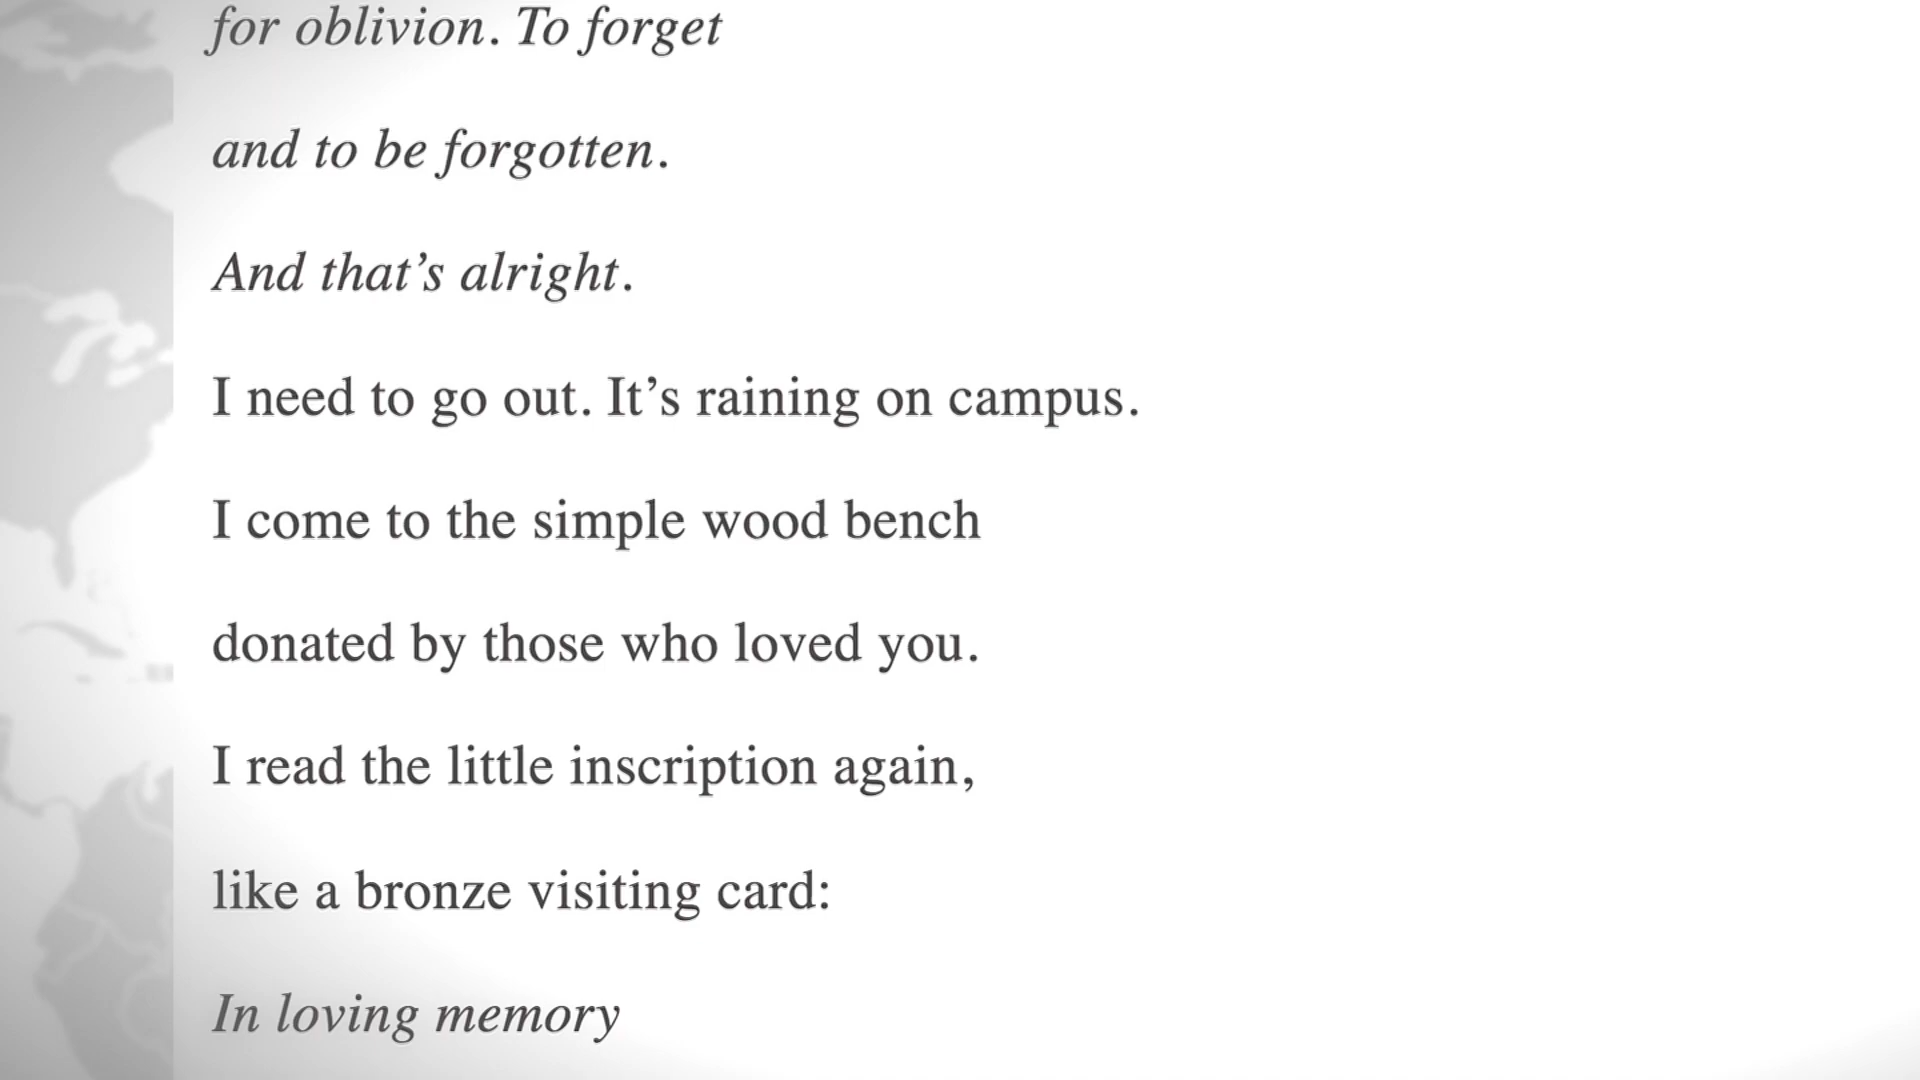 for oblivion. To forget
and to be forgotten.
And that’s alright.
I need to go out. It’s raining on campus.
I come to the simple wood bench
donated by those who loved you.
I read the little inscription again,
like a bronze visiting card:
In loving memory